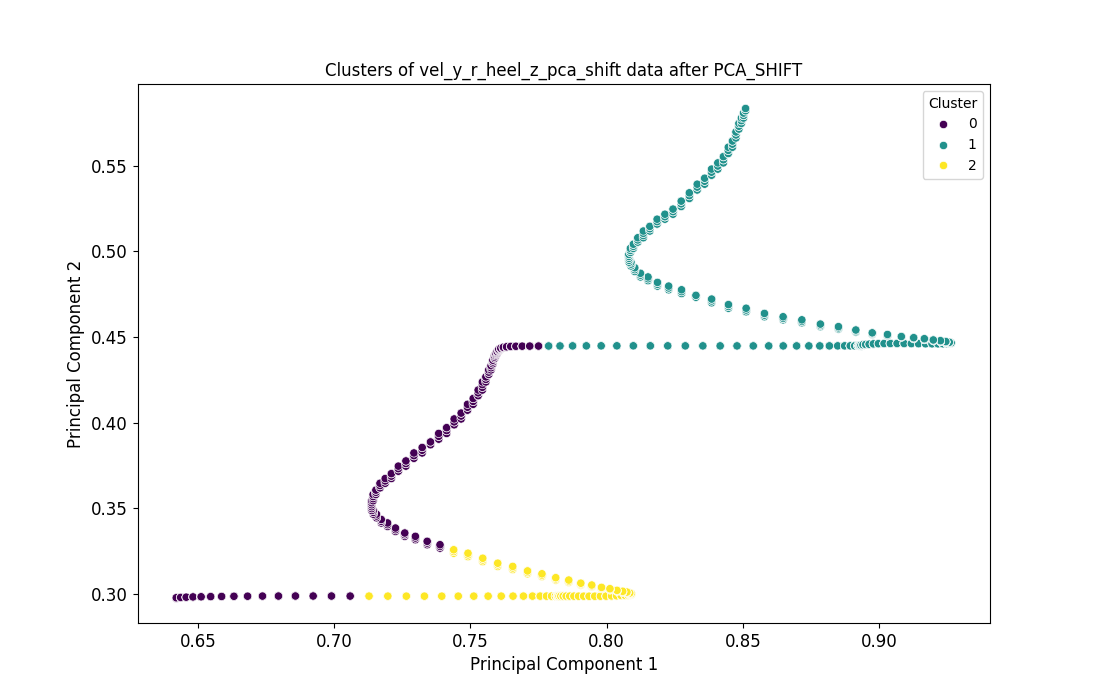 Clusters of vel_y_r_heel_z_pca_shift data after PCA_SHIFT
Cluster
0
1
2
Principal Component 2
0.55
0.50
0.45
0.40
0.35
0.30
0.65 0.70 0.75 0.80 0.85 0.90
Principal Component 1